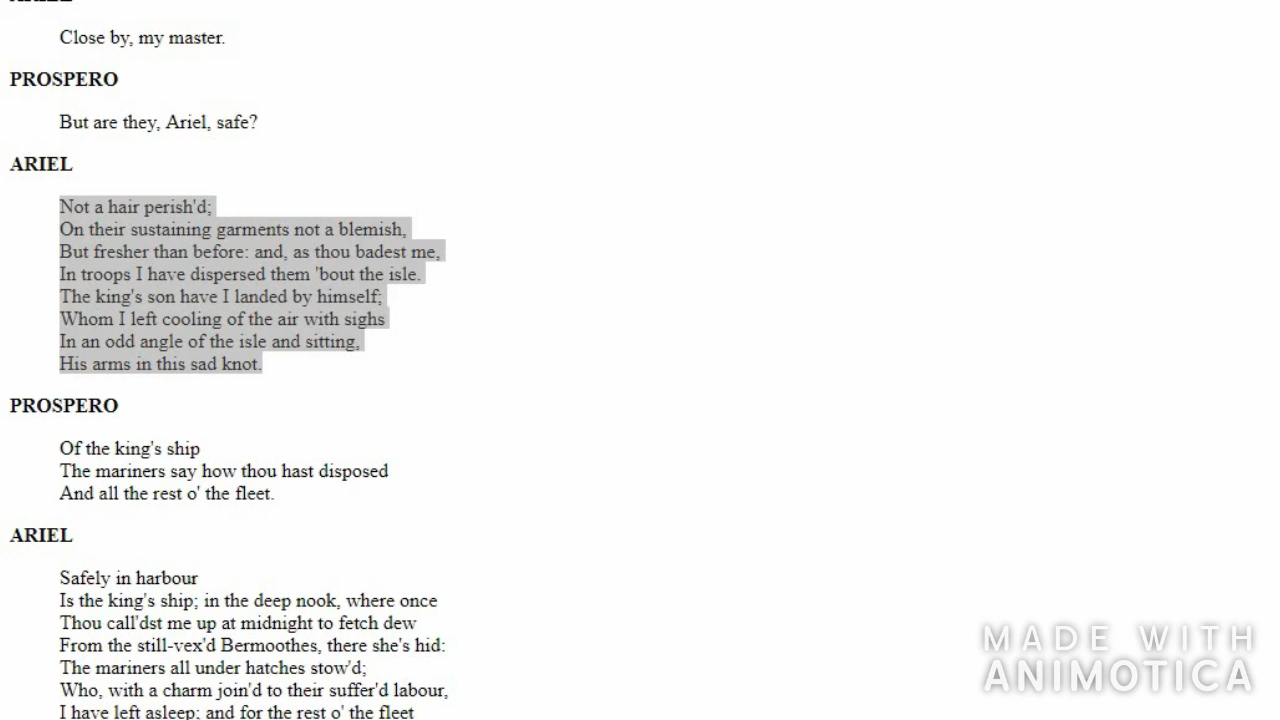 ARIEL
Close by, my master.
PROSPERO
But are they, Ariel, safe?
ARIEL
Not a hair perish'd;
On their sustaining garments not a blemish,
But fresher than before: and, as thou badest me,
In troops I have dispersed them 'bout the isle.
The king's son have I landed by himself;
Whom I left cooling of the air with sighs
In an odd angle of the isle and sitting,
His arms in this sad knot.
PROSPERO
Of the king's ship
The mariners say how thou hast disposed
And all the rest o' the fleet.
ARIEL
Safely in harbour
Is the king's ship; in the deep nook, where once
Thou call'dst me up at midnight to fetch dew
From the still-vex'd Bermoothes, there she's hid:
The mariners all under hatches stow'd;
Who, with a charm join'd to their suffer'd labour,
I have left asleep; and for the rest o' the fleet
MADE WITH
ANIMOTICA